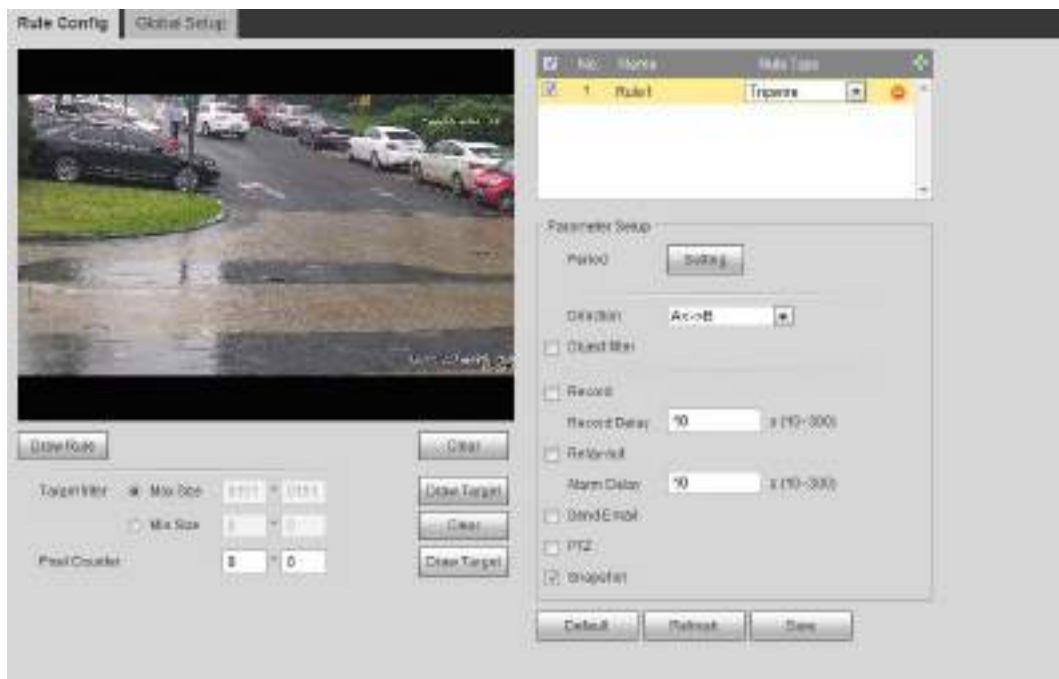 Rule Config Global Setup
No. Name Rule Type
1 Rule1 Tripwire
Parameter Setup
Period Setting
Direction A<->B
Object filter
Record
Record Delay 10 s (10~300)
Relay-out
Alarm Delay 10 s (10~300)
Send Email
PTZ
Snapshot
Default Refresh Save
Draw Rule Clear
Target filter Max Size * Draw Target
Min Size * Clear
Pixel Counter 0 * 0 Draw Target